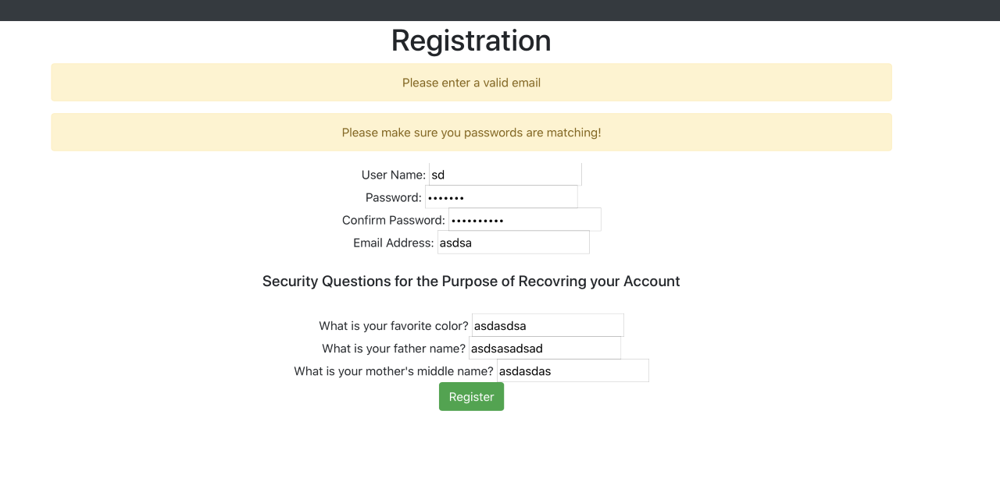 Registration
Please enter a valid email
Please make sure you passwords are matching!
User Name: sd
Password: •••••••
Confirm Password: ••••••••••
Email Address: asdsa
Security Questions for the Purpose of Recovring your Account
What is your favorite color? asdasdsa
What is your father name? asdsasadsad
What is your mother's middle name? asdasdas
Register